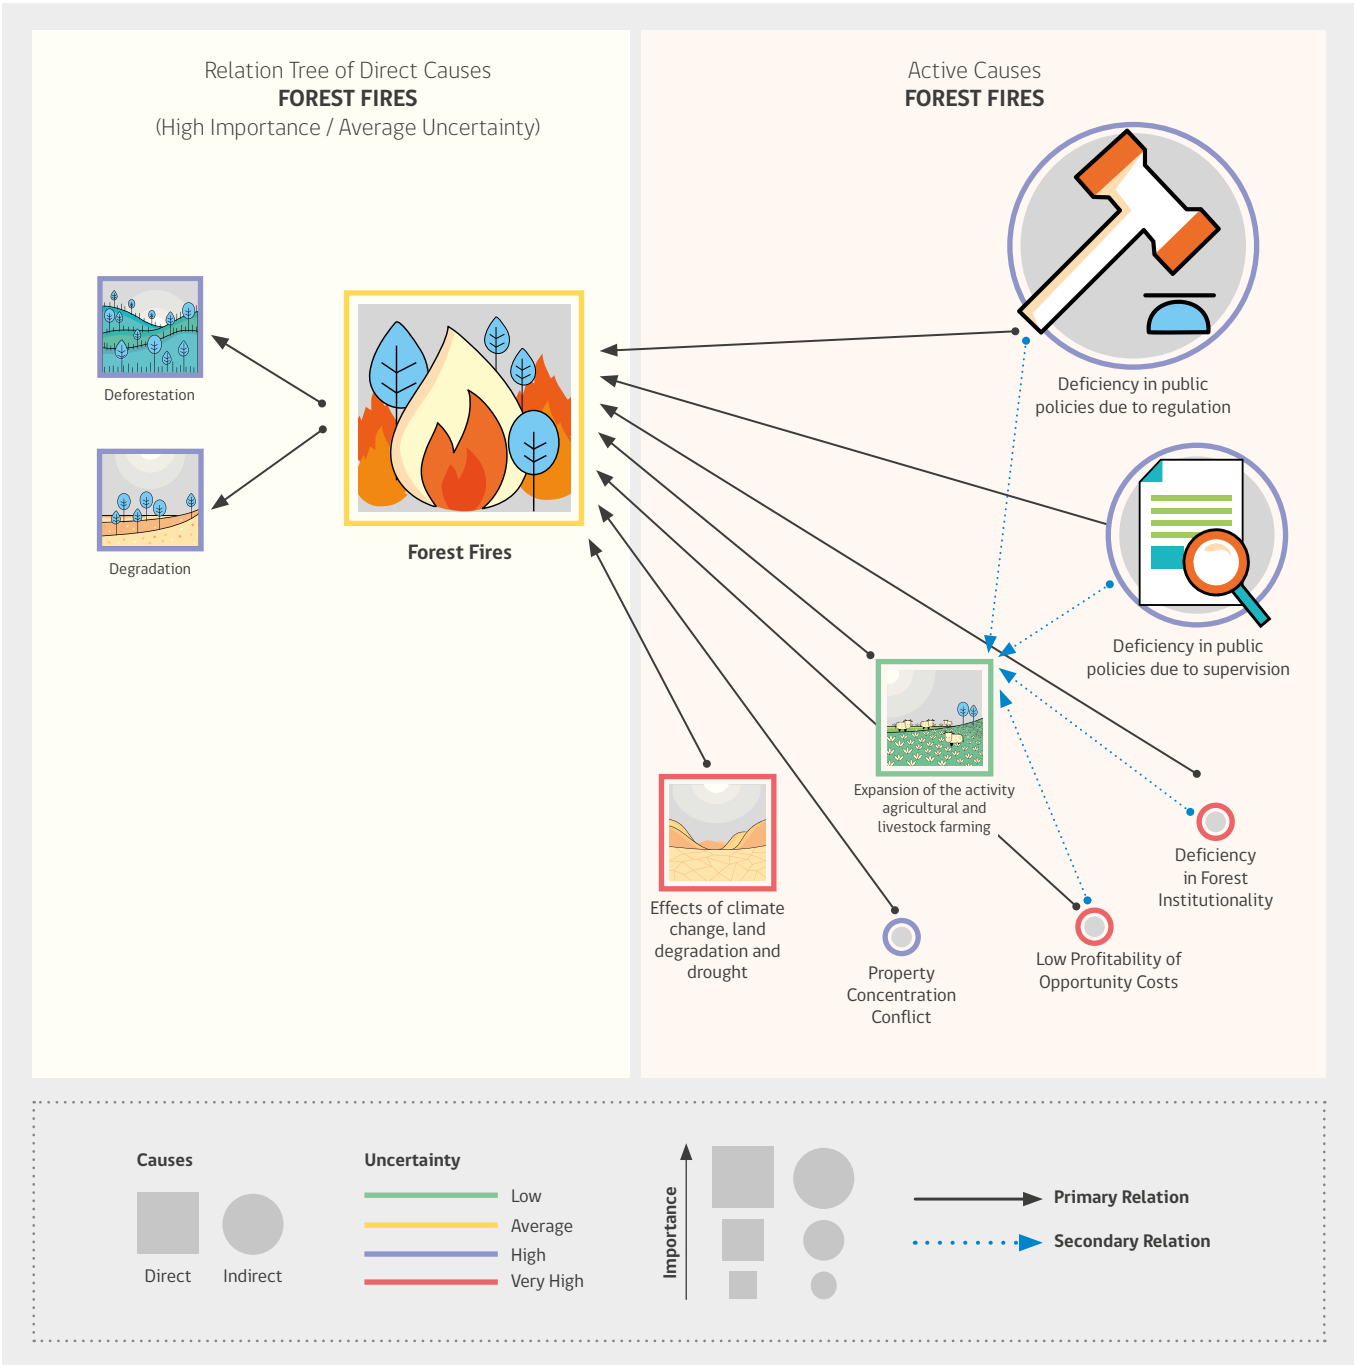 Relation Tree of Direct Causes
FOREST FIRES
(High Importance / Average Uncertainty)
Active Causes
FOREST FIRES
Deforestation
Degradation
Forest Fires
Deficiency in public
policies due to regulation
Deficiency in public
policies due to supervision
Expansion of the activity
agricultural and
livestock farming
Effects of climate
change, land
degradation and
drought
Property
Concentration
Conflict
Low Profitability of
Opportunity Costs
Deficiency
in Forest
Institutionality
Causes
Direct
Indirect
Uncertainty
Low
Average
High
Very High
Importance
Primary Relation
Secondary Relation